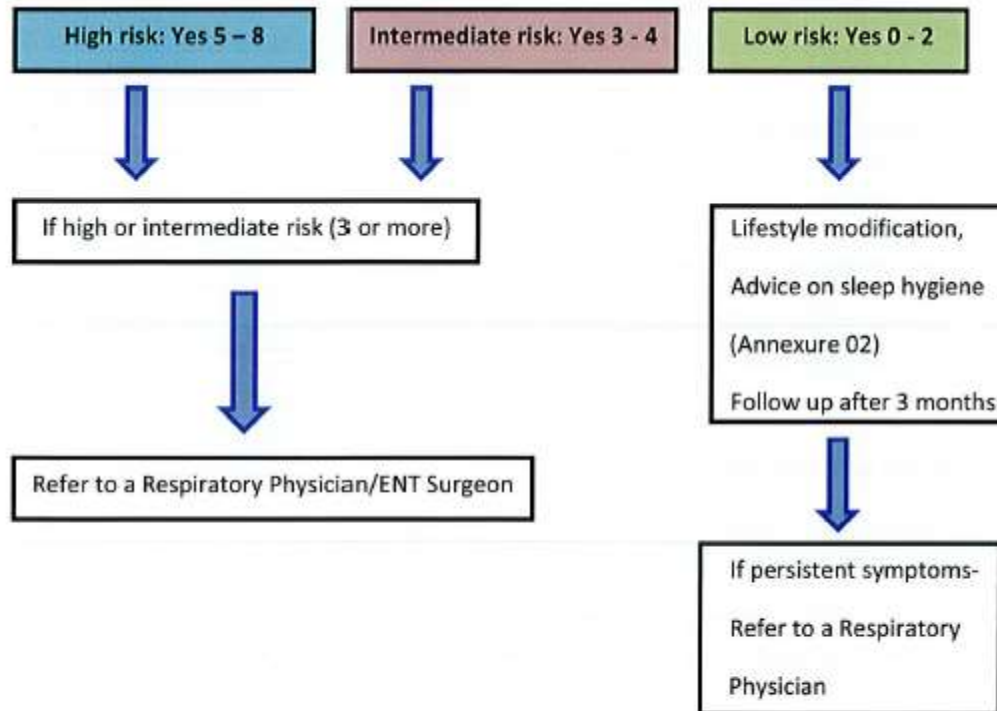 High risk: Yes 5 – 8
Intermediate risk: Yes 3 - 4
Low risk: Yes 0 - 2
If high or intermediate risk (3 or more)
Lifestyle modification,
Advice on sleep hygiene
(Annexure 02)
Follow up after 3 months
Refer to a Respiratory Physician/ENT Surgeon
If persistent symptoms-
Refer to a Respiratory
Physician